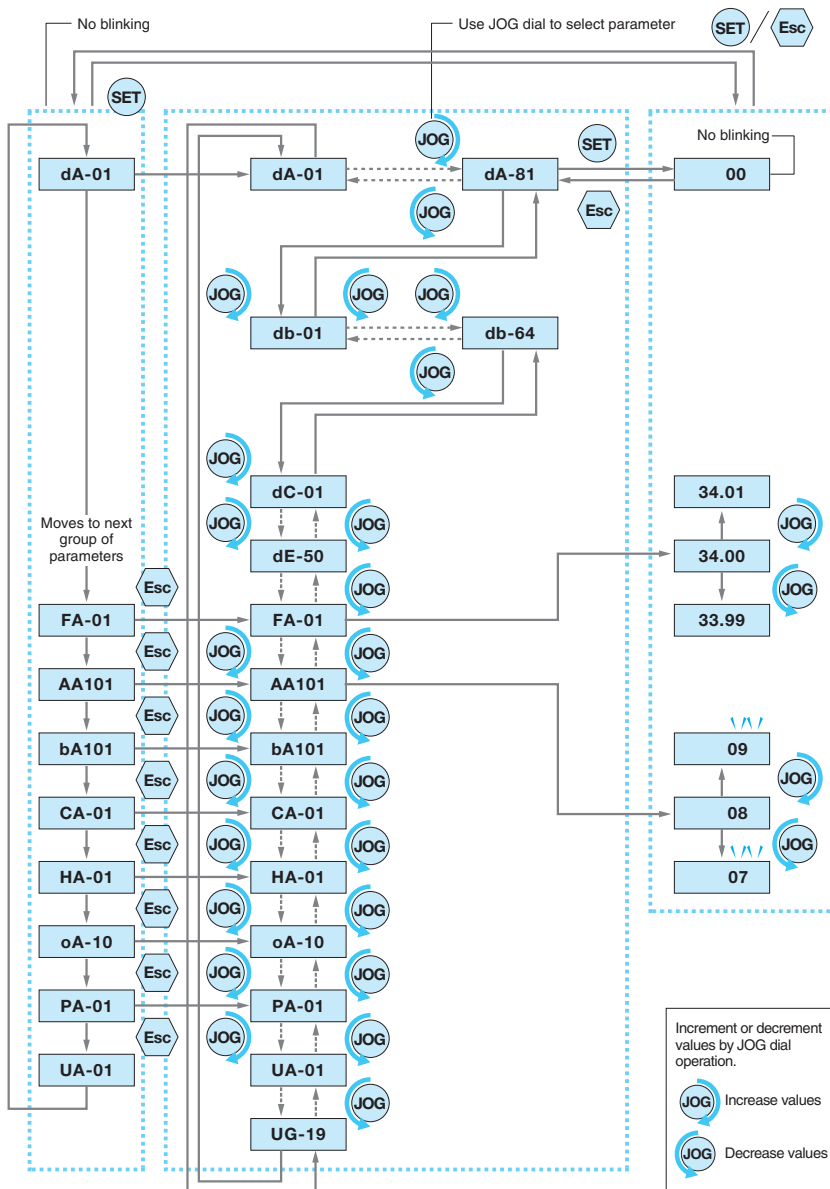 No blinking
Use JOG dial to select parameter
SET / Esc
SET
JOG
SET
No blinking
dA-01
dA-01
dA-81
00
JOG
Esc
JOG
JOG
JOG
db-01
db-64
JOG
JOG
dC-01
34.01
JOG
JOG
JOG
Moves to next
group of
parameters
dE-50
34.00
Esc
JOG
JOG
FA-01
FA-01
33.99
Esc
JOG
JOG
AA101
AA101
Esc
JOG
JOG
bA101
bA101
09
Esc
JOG
JOG
JOG
CA-01
CA-01
08
Esc
JOG
JOG
JOG
HA-01
HA-01
07
Esc
JOG
JOG
oA-10
oA-10
Esc
JOG
JOG
PA-01
PA-01
Esc
JOG
JOG
UA-01
UA-01
JOG
UG-19
Increment or decrement
values by JOG dial
operation.
JOG Increase values
JOG Decrease values